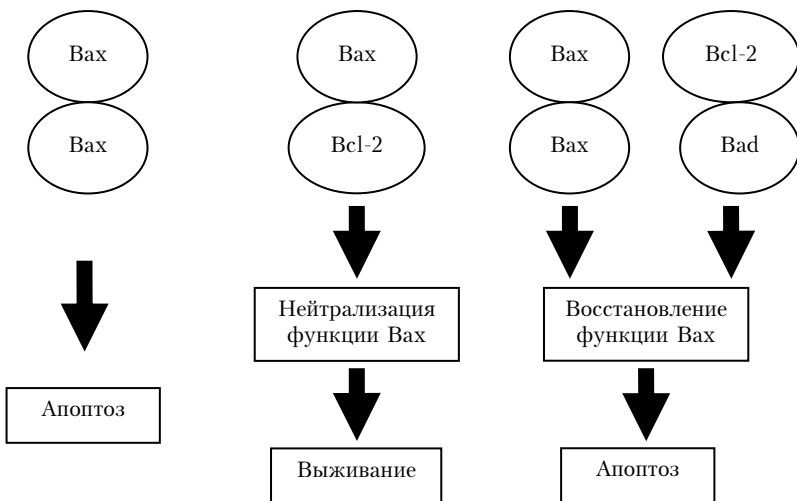 Bax
Bax
Bax
Bcl-2
Bax
Bcl-2
Bax
Bad
Нейтрализация
функции Bax
Восстановление
функции Bax
Апоптоз
Выживание
Апоптоз